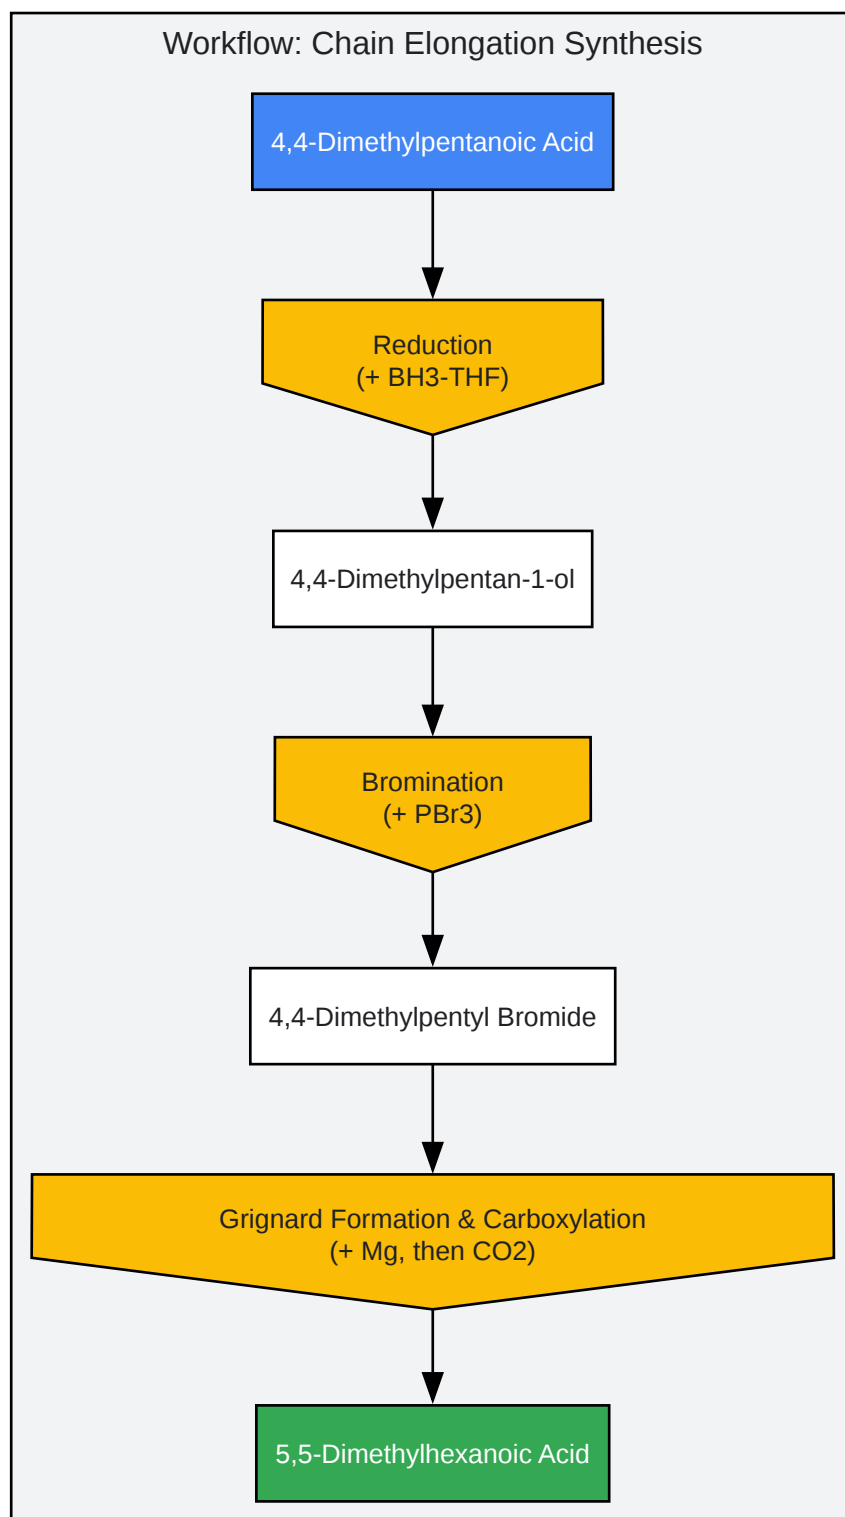 Workflow: Chain Elongation Synthesis
4,4-Dimethylpentanoic Acid
Reduction
(+ BH3-THF)
4,4-Dimethylpentan-1-ol
Bromination
(+ PBr3)
4,4-Dimethylpentyl Bromide
Grignard Formation & Carboxylation
(+ Mg, then CO2)
5,5-Dimethylhexanoic Acid